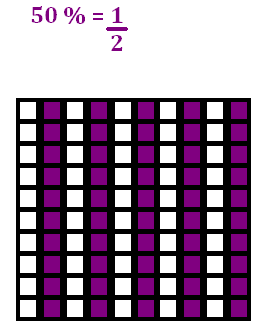 50 % = 1/2